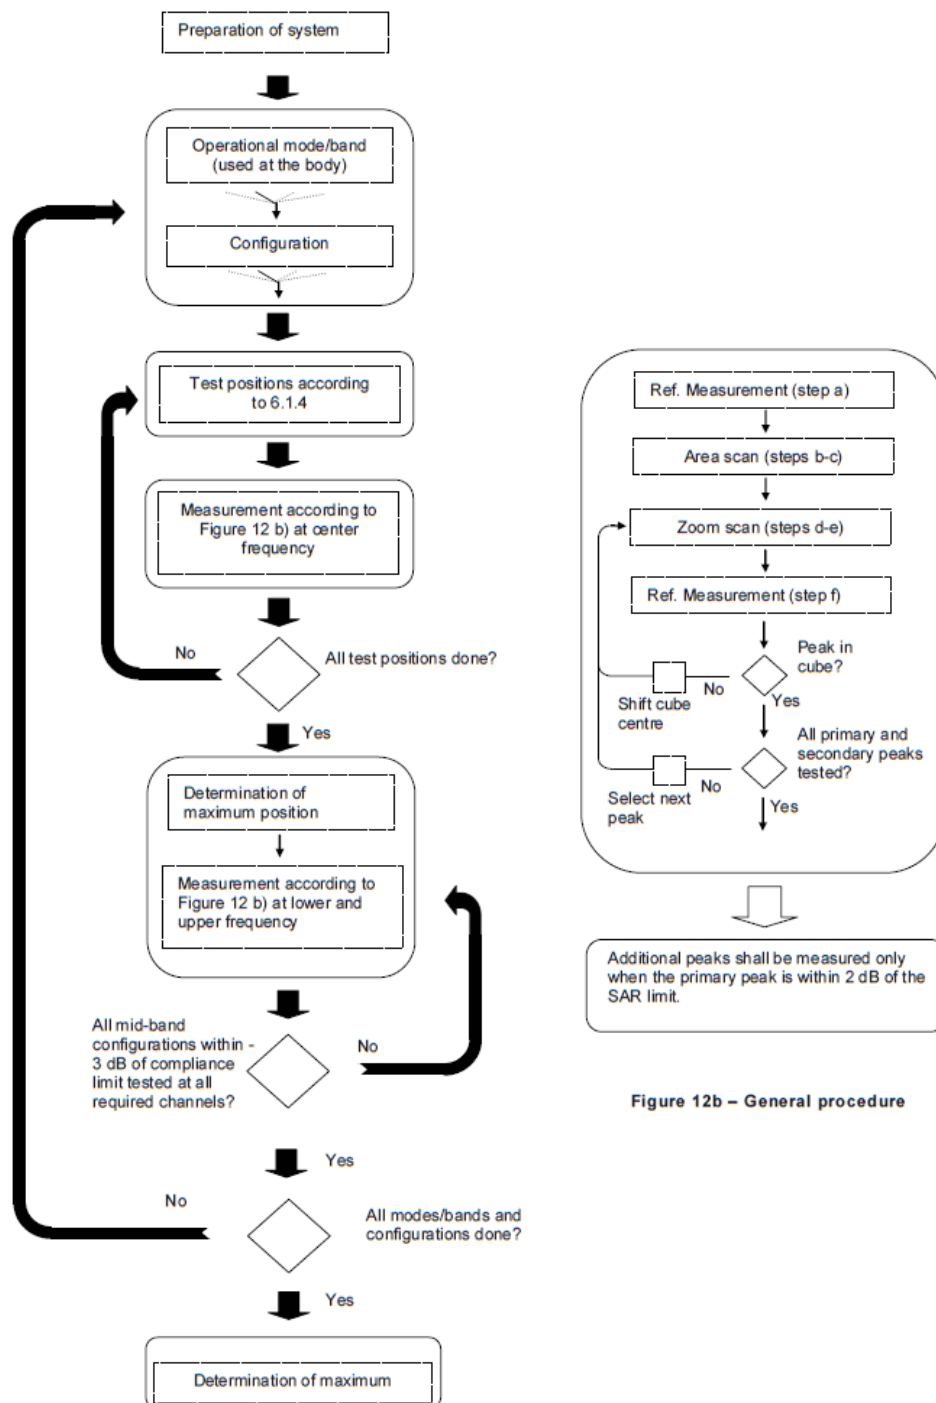 Preparation of system
Operational mode/band
(used at the body)
Configuration
Test positions according
to 6.1.4
Measurement according to
Figure 12 b) at center
frequency
No
All test positions done?
Yes
Determination of
maximum position
Measurement according to
Figure 12 b) at lower and
upper frequency
All mid-band
configurations within -
3 dB of compliance
limit tested at all
required channels?
No
Yes
No
All modes/bands and
configurations done?
Yes
Determination of maximum
Ref. Measurement (step a)
Area scan (steps b-c)
Zoom scan (steps d-e)
Ref. Measurement (step f)
Peak in
cube?
No
Shift cube
centre
Yes
All primary and
secondary peaks
tested?
No
Select next
peak
Yes
Additional peaks shall be measured only
when the primary peak is within 2 dB of the
SAR limit.
Figure 12b – General procedure